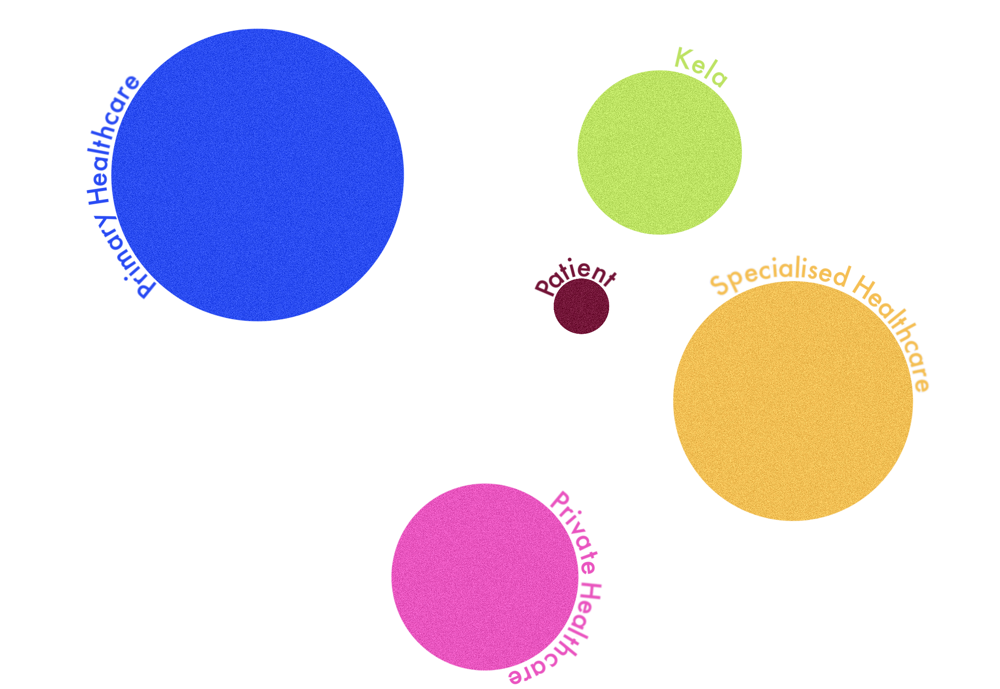 Kela
Primary Healthcare
Patient
Specialised Healthcare
Private Healthcare